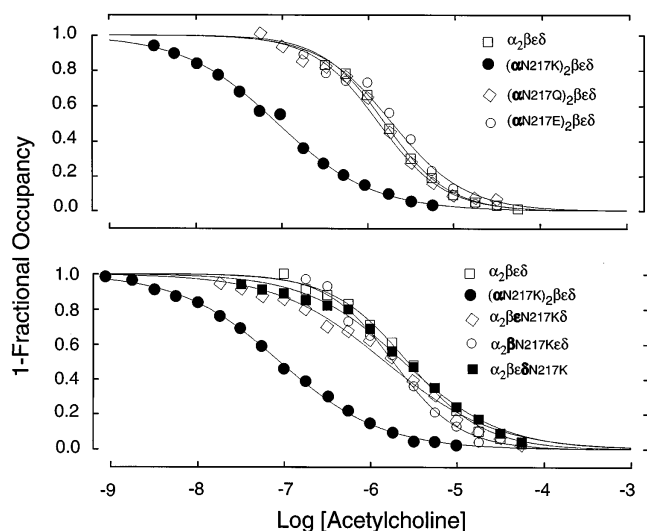 1-Fractional Occupancy
1.0
0.8
0.6
0.4
0.2
0.0
α₂βεδ
(αN217K)₂βεδ
(αN217Q)₂βεδ
(αN217E)₂βεδ
1.0
0.8
0.6
0.4
0.2
0.0
α₂βεδ
(αN217K)₂βεδ
α₂βεN217Kδ
α₂βN217Kεδ
α₂βεδN217K
-9 -8 -7 -6 -5 -4 -3
Log [Acetylcholine]